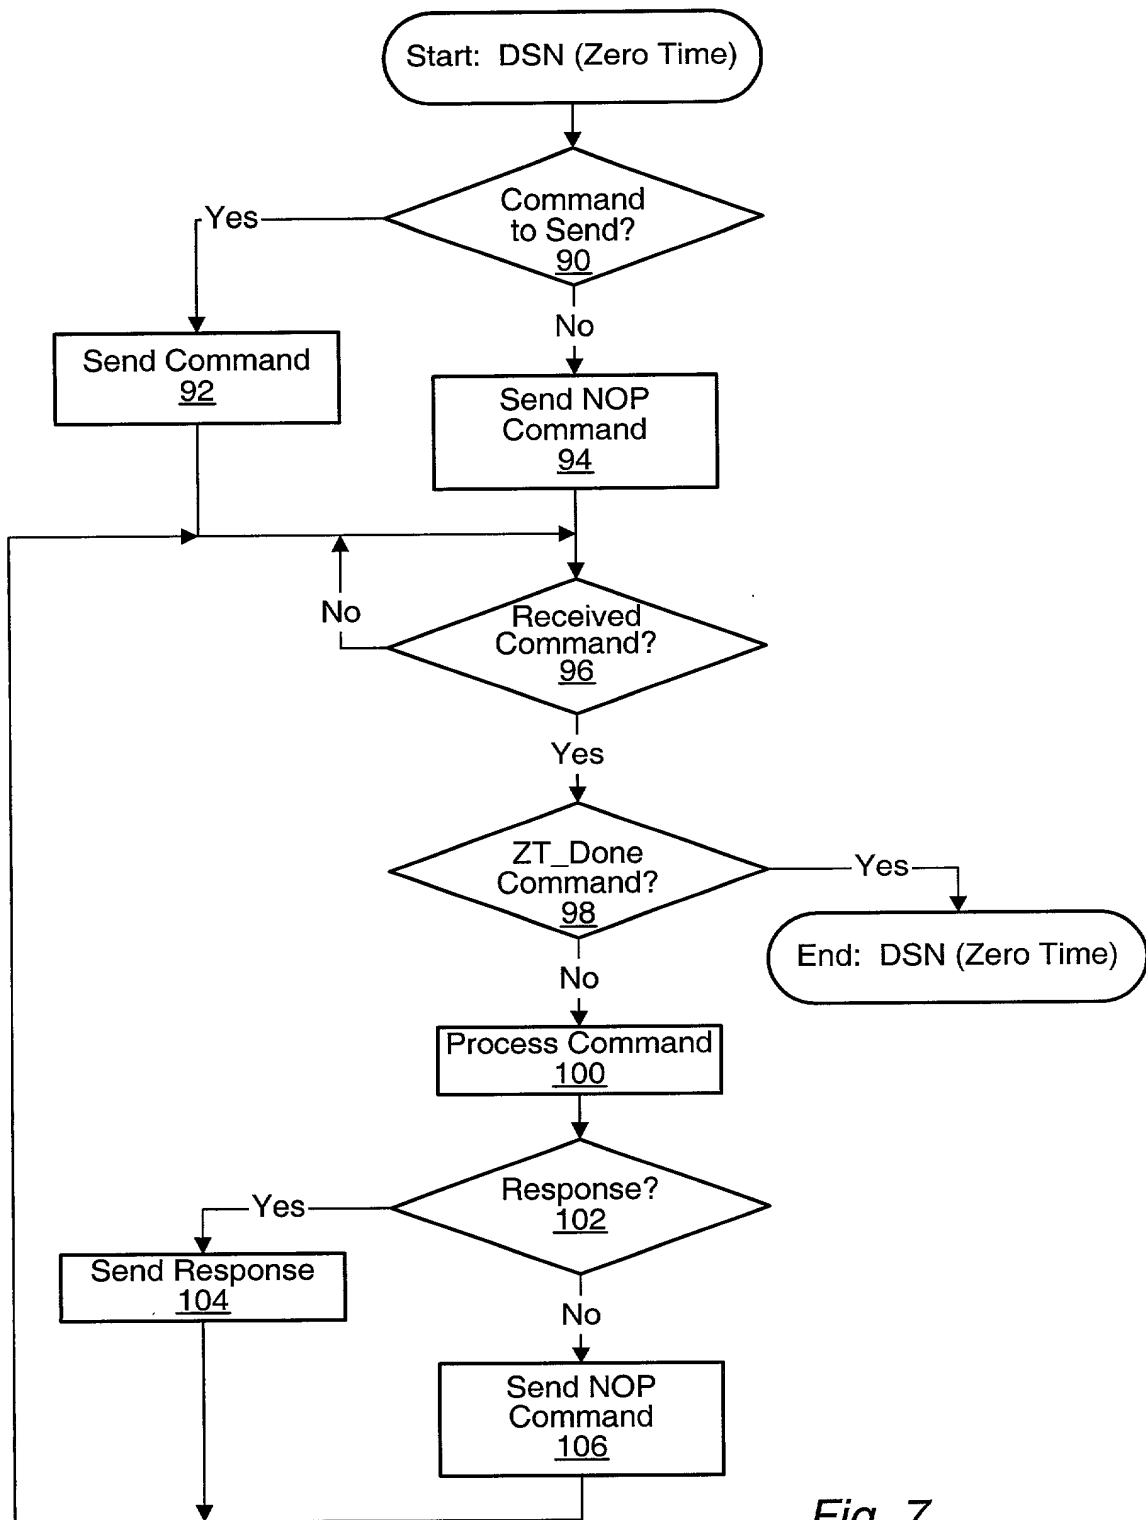 Start: DSN (Zero Time)
Command
to Send?
90
Yes
No
Send Command
92
Send NOP
Command
94
No
Received
Command?
96
Yes
ZT_Done
Command?
98
Yes
End: DSN (Zero Time)
No
Process Command
100
Response?
102
Yes
Send Response
104
No
Send NOP
Command
106
Fig. 7